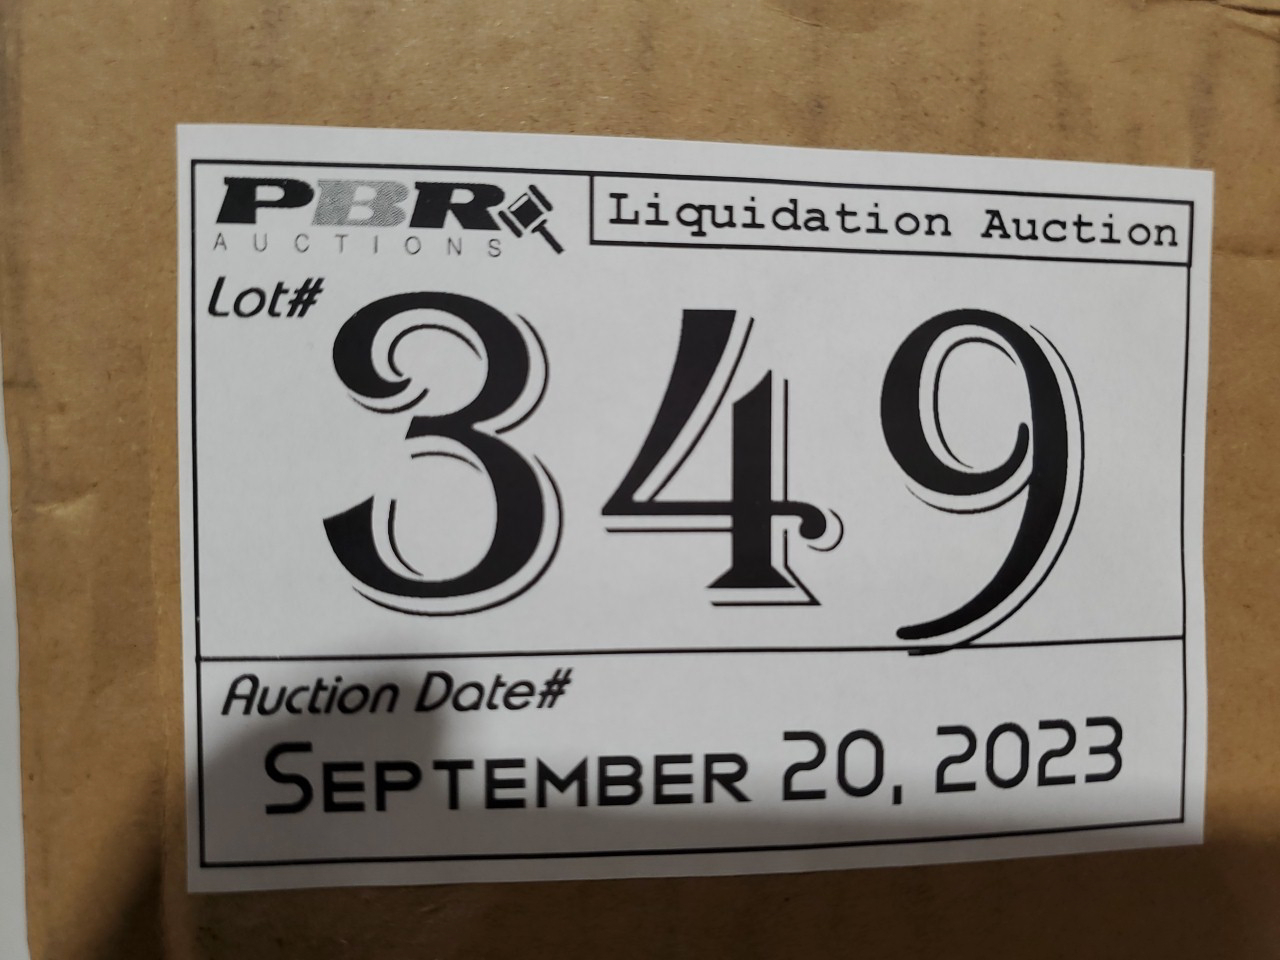 PBR
AUCTIONS
Liquidation Auction
Lot#
349
Auction Date#
SEPTEMBER 20, 2023